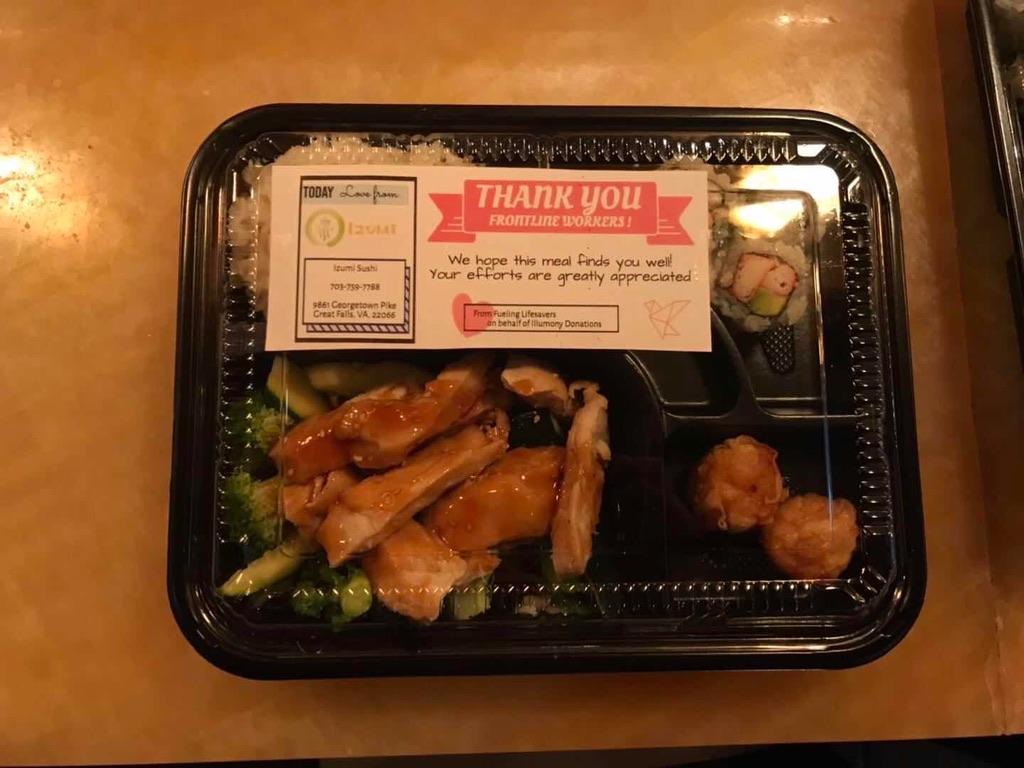 TODAY Love from
IZUMI
Izumi Sushi
703-759-7788
9861 Georgetown Pike
Great Falls, VA, 22066
THANK YOU
FRONTLINE WORKERS!
We hope this meal finds you well!
Your efforts are greatly appreciated
From Fueling Lifesavers
on behalf of Illumony Donations